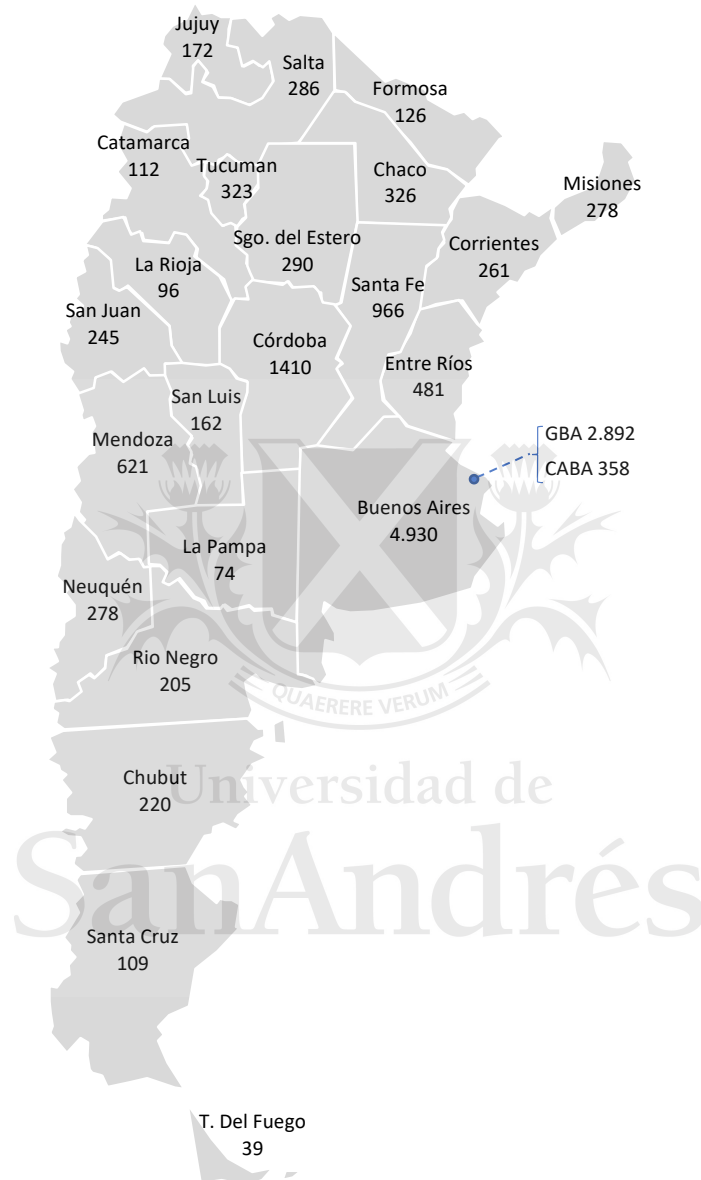 Jujuy
172
Salta
286
Formosa
126
Catamarca
112
Tucuman
323
Chaco
326
Misiones
278
Sgo. del Estero
290
Corrientes
261
La Rioja
96
Santa Fe
966
San Juan
245
Córdoba
1410
Entre Ríos
481
San Luis
162
Mendoza
621
GBA 2.892
CABA 358
Buenos Aires
4.930
La Pampa
74
Neuquén
278
Rio Negro
205
QUAERERE VERUM
Chubut
220
Universidad de
SanAndrés
Santa Cruz
109
T. Del Fuego
39